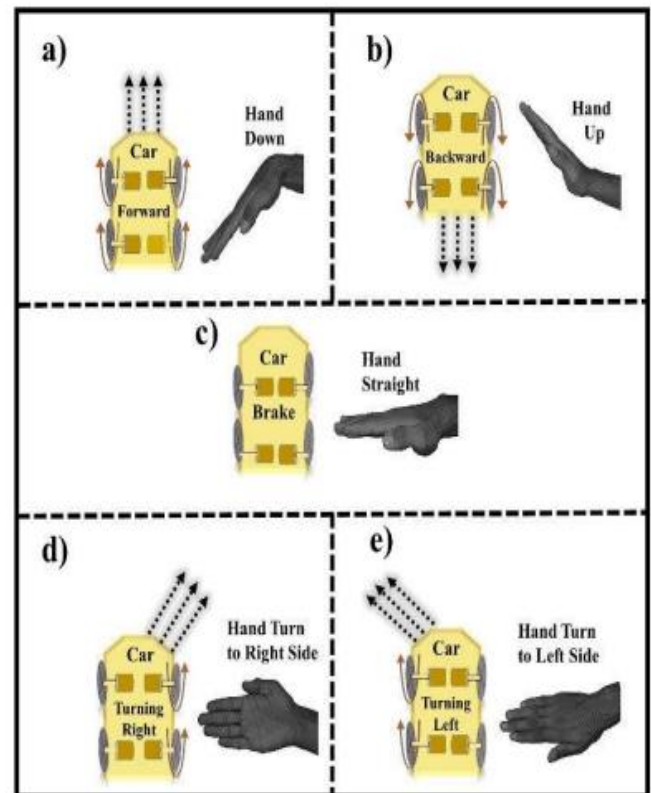 a)
Car
Forward
Hand
Down
b)
Car
Backward
Hand
Up
c)
Car
Brake
Hand
Straight
d)
Car
Turning
Right
Hand Turn
to Right Side
e)
Car
Turning
Left
Hand Turn
to Left Side